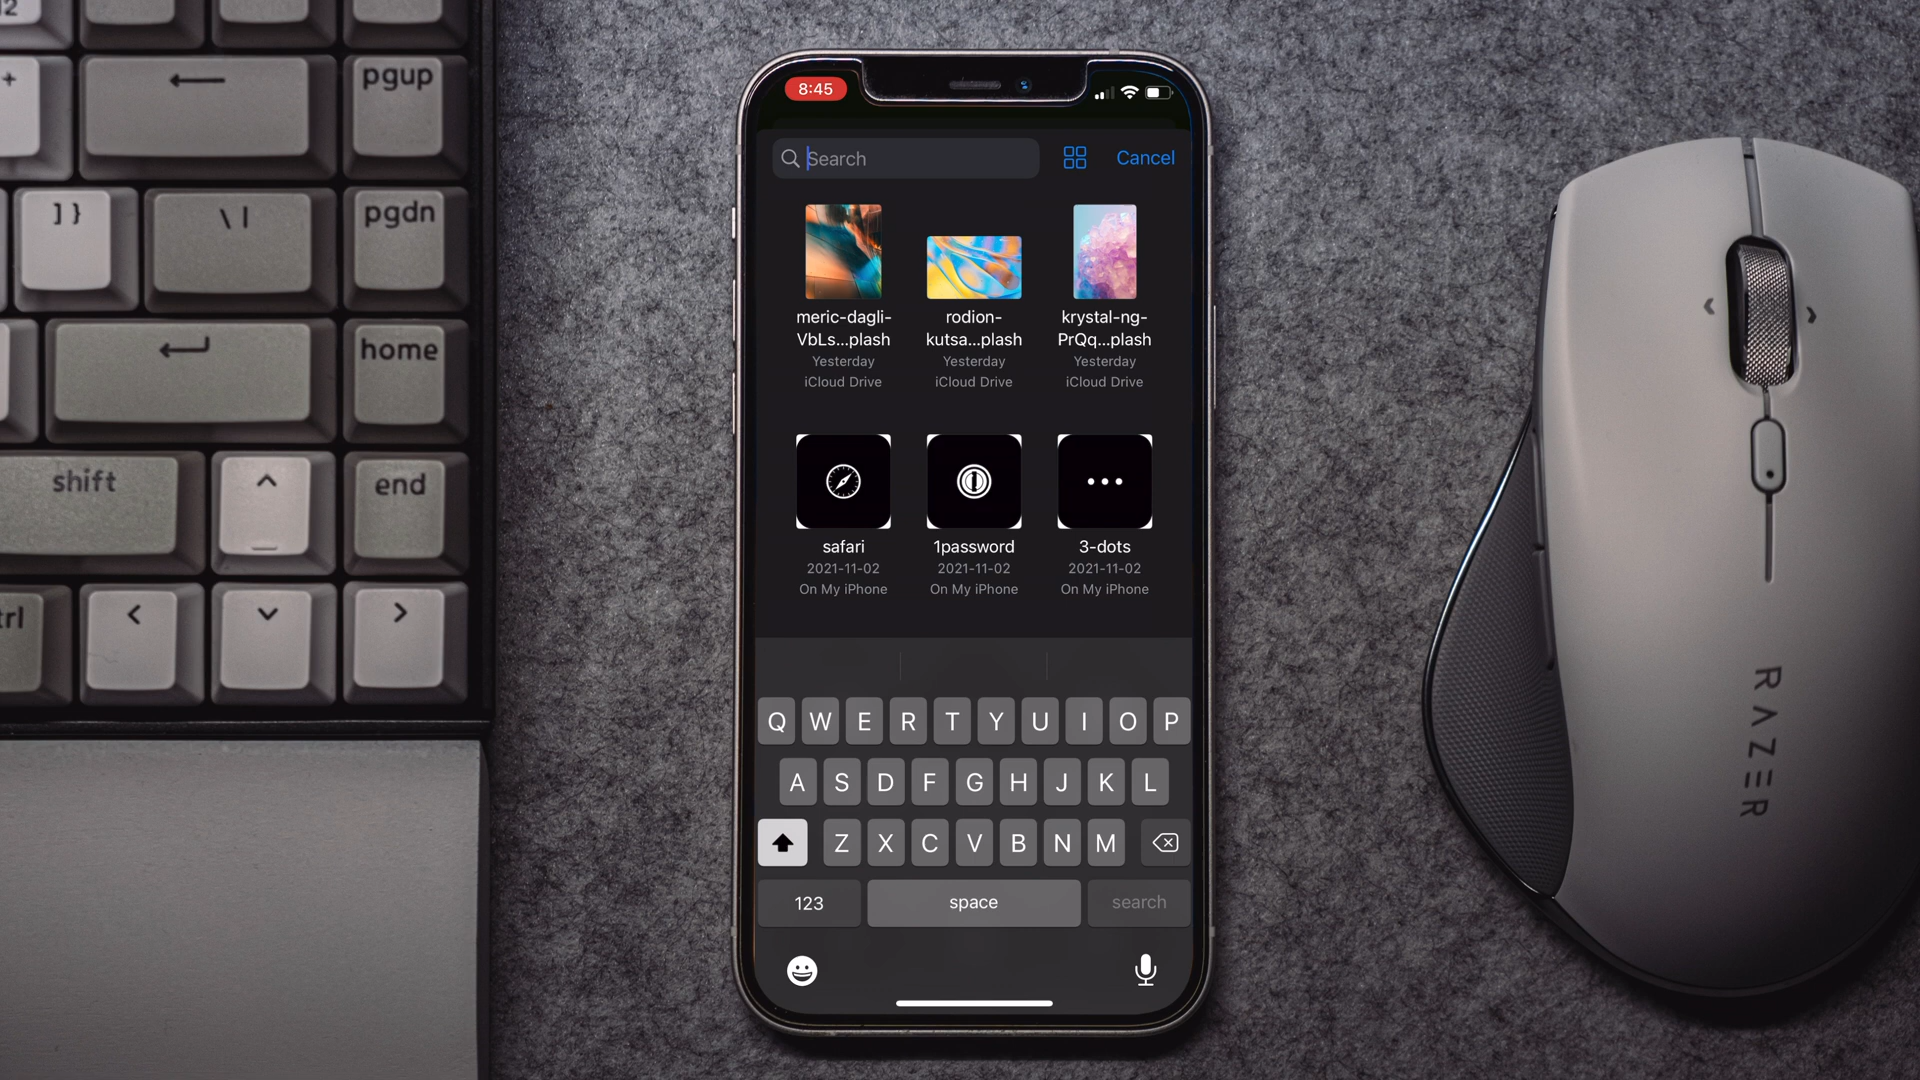 2
+
pgup
] }
\ |
pgdn
home
shift
end
trl
8:45
Search
Cancel
meric-dagli-
VbLs...plash
Yesterday
iCloud Drive
rodion-
kutsa...plash
Yesterday
iCloud Drive
krystal-ng-
PrQq...plash
Yesterday
iCloud Drive
safari
2021-11-02
On My iPhone
1password
2021-11-02
On My iPhone
3-dots
2021-11-02
On My iPhone
Q W E R T Y U I O P
A S D F G H J K L
Z X C V B N M
123
space
search
RAZER